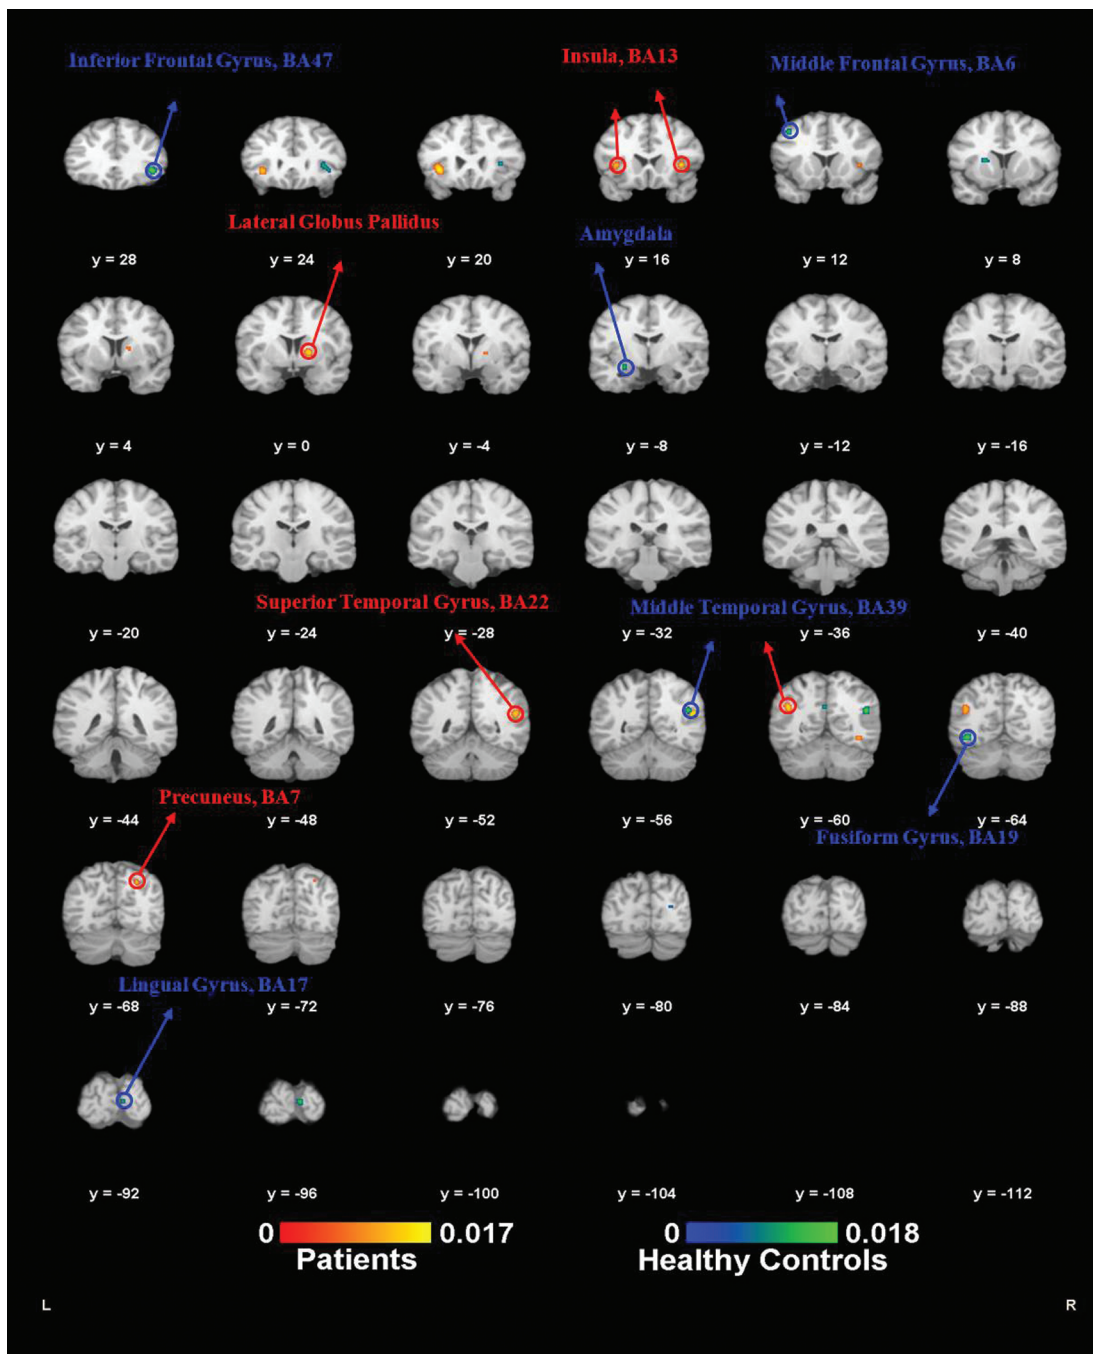 Inferior Frontal Gyrus, BA47
Insula, BA13
Middle Frontal Gyrus, BA6
Lateral Globus Pallidus
Amygdala
y = 28 y = 24 y = 20 y = 16 y = 12 y = 8
y = 4 y = 0 y = -4 y = -8 y = -12 y = -16
Superior Temporal Gyrus, BA22
Middle Temporal Gyrus, BA39
y = -20 y = -24 y = -28 y = -32 y = -36 y = -40
Precuneus, BA7
y = -44 y = -48 y = -52 y = -56 y = -60 y = -64
Fusiform Gyrus, BA19
Lingual Gyrus, BA17
y = -68 y = -72 y = -76 y = -80 y = -84 y = -88
y = -92 y = -96 y = -100 y = -104 y = -108 y = -112
0 0.017 0 0.018
Patients Healthy Controls
L R